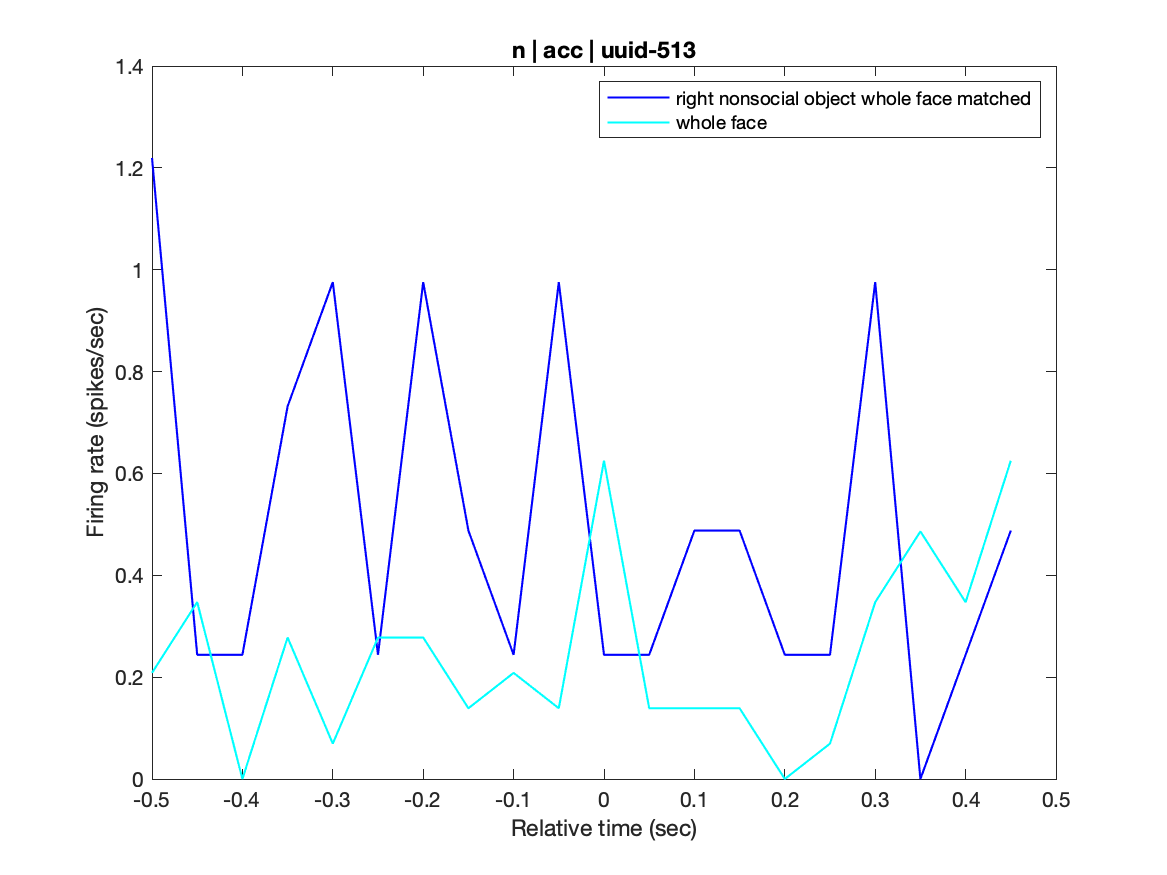 n | acc | uuid-513
right nonsocial object whole face matched
whole face
1.4
1.2
1
0.8
0.6
0.4
0.2
0
Firing rate (spikes/sec)
-0.5 -0.4 -0.3 -0.2 -0.1 0 0.1 0.2 0.3 0.4 0.5
Relative time (sec)